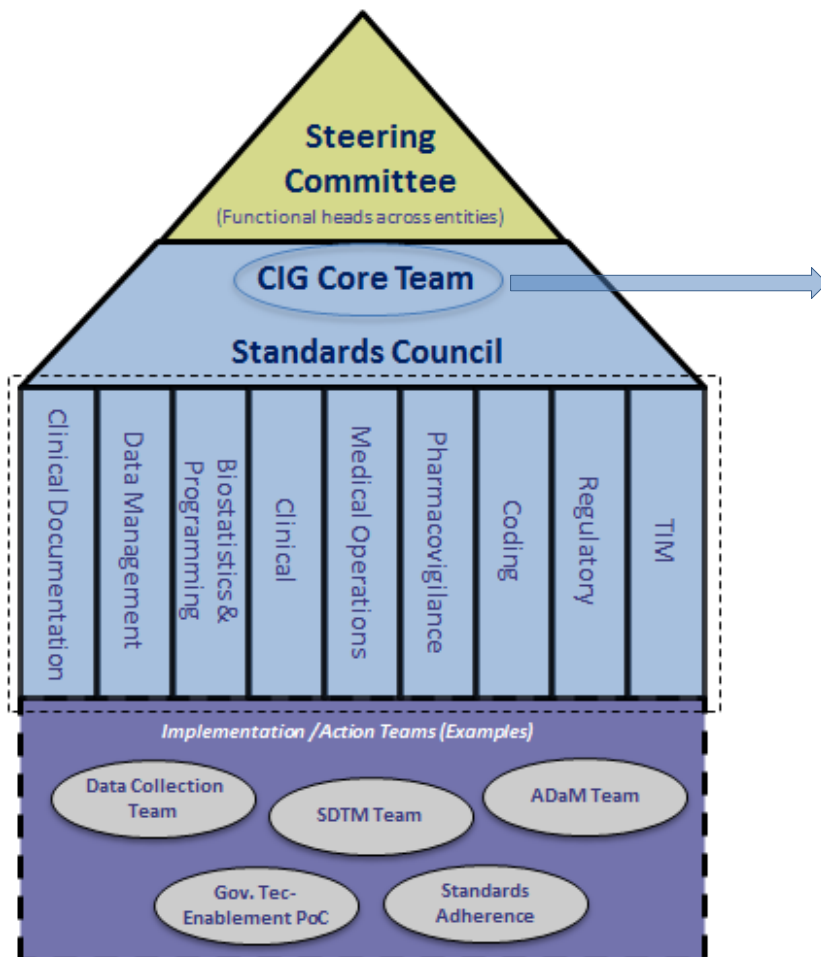 Steering
Committee
(Functional heads across entities)
CIG Core Team
Standards Council
Clinical Documentation
Data Management
Biostatistics &
Programming
Clinical
Medical Operations
Pharmacovigilance
Coding
Regulatory
TIM
Implementation /Action Teams (Examples)
Data Collection
Team
SDTM Team
ADaM Team
Gov. Tec-
Enablement PoC
Standards
Adherence